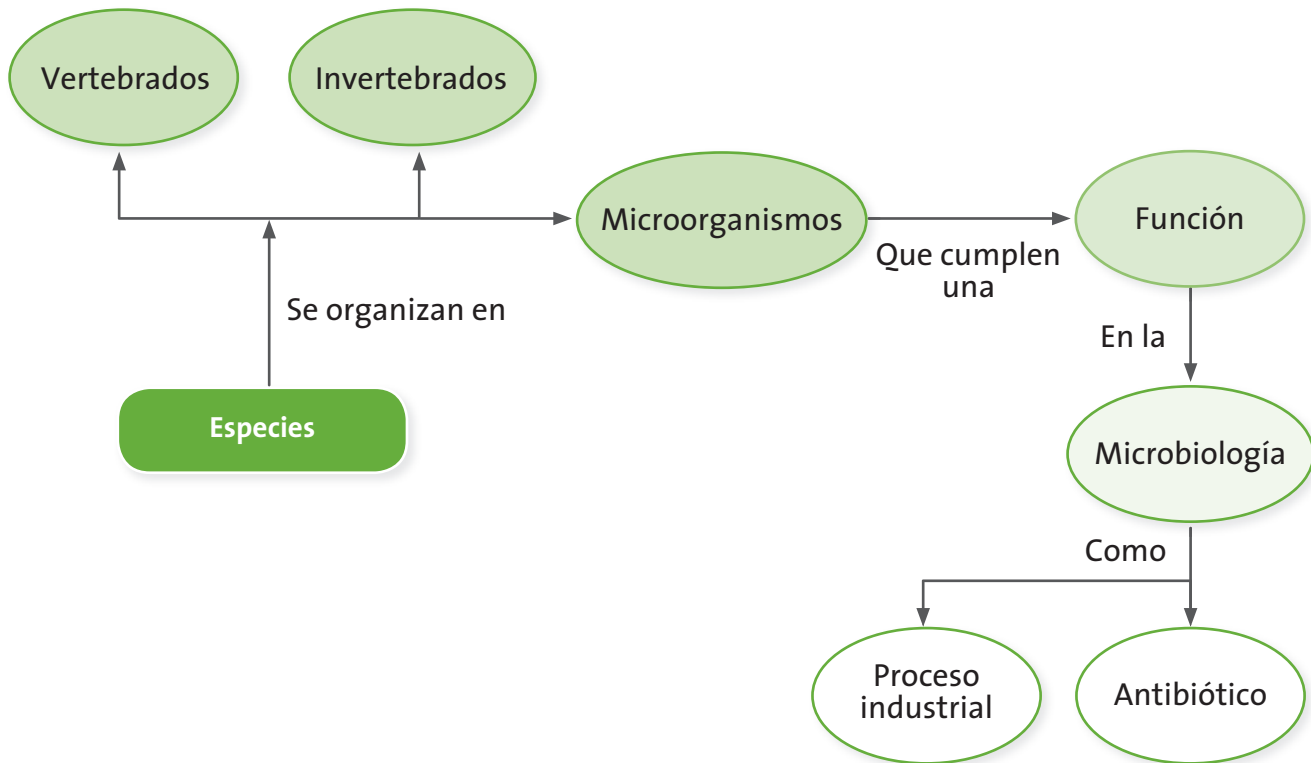 Vertebrados
Invertebrados
Microorganismos
Función
Que cumplen
una
Se organizan en
En la
Especies
Microbiología
Como
Proceso
industrial
Antibiótico